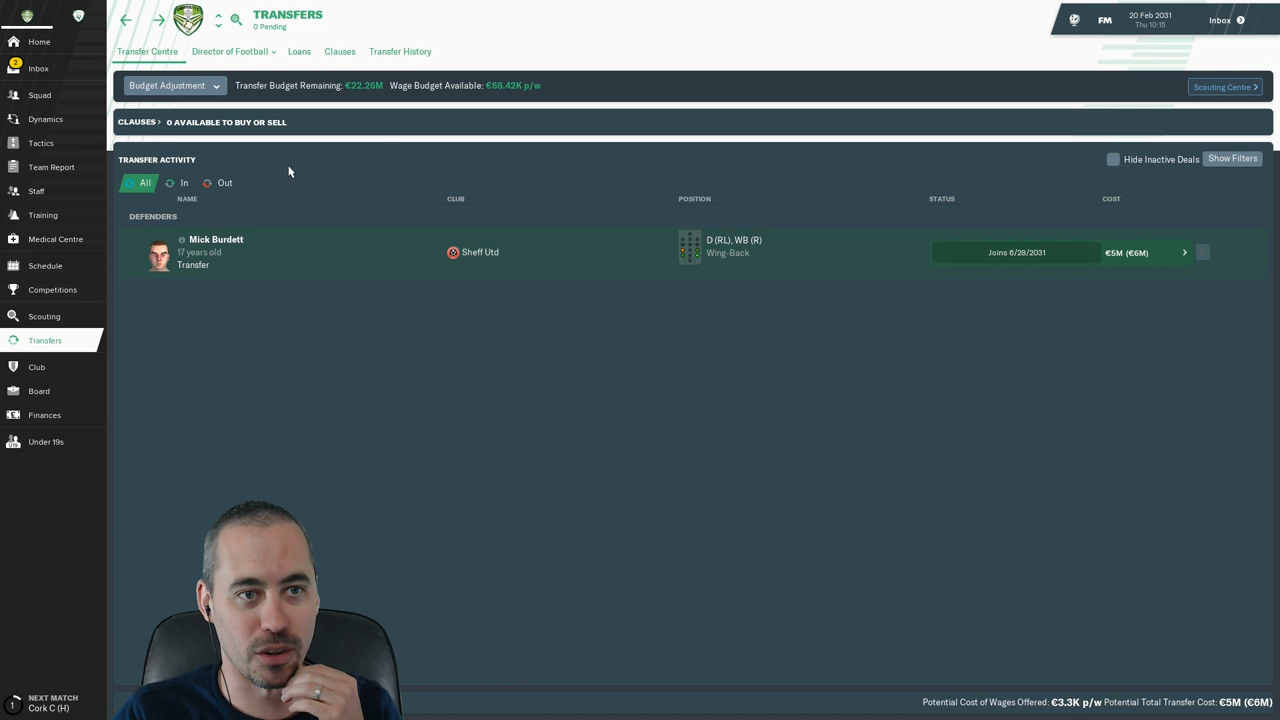 TRANSFERS
0 Pending
20 Feb 2031
Thu 10:15
FM
Inbox
Home
2
Inbox
Squad
Dynamics
Tactics
Team Report
Staff
Training
Medical Centre
Schedule
Competitions
Scouting
Transfers
Club
Board
Finances
Under 19s
1 NEXT MATCH
Cork C (H)
Transfer Centre Director of Football Loans Clauses Transfer History
Budget Adjustment Transfer Budget Remaining: €22.26M Wage Budget Available: €68.42K p/w Scouting Centre >
CLAUSES > 0 AVAILABLE TO BUY OR SELL
TRANSFER ACTIVITY Hide Inactive Deals Show Filters
All In Out
NAME CLUB POSITION STATUS COST
DEFENDERS
Mick Burdett
17 years old
Transfer
Sheff Utd
D (RL), WB (R)
Wing-Back
Joins 6/28/2031
€5M (€6M)
Potential Cost of Wages Offered: €3.3K p/w Potential Total Transfer Cost: €5M (€6M)